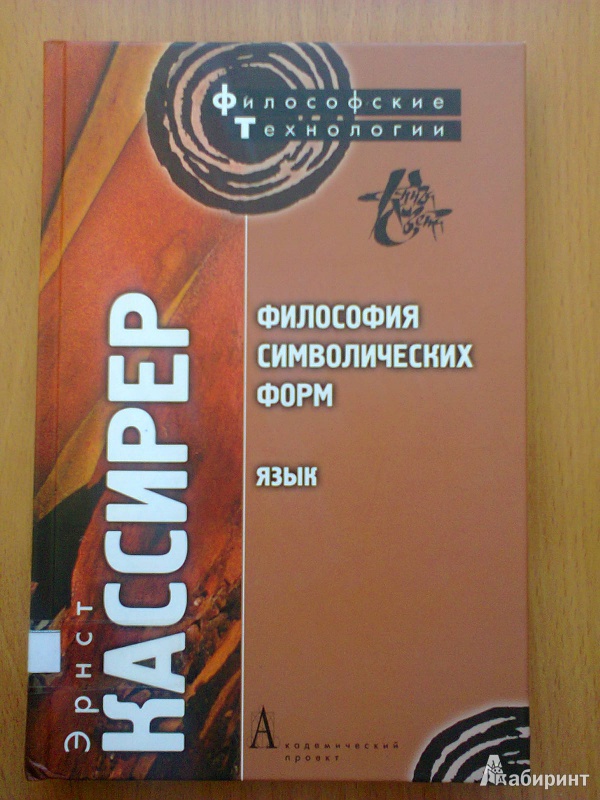 Философские
Технологии
Эрнст
КАССИРЕР
ФИЛОСОФИЯ
СИМВОЛИЧЕСКИХ
ФОРМ
ЯЗЫК
Академический
проект
Лабиринт